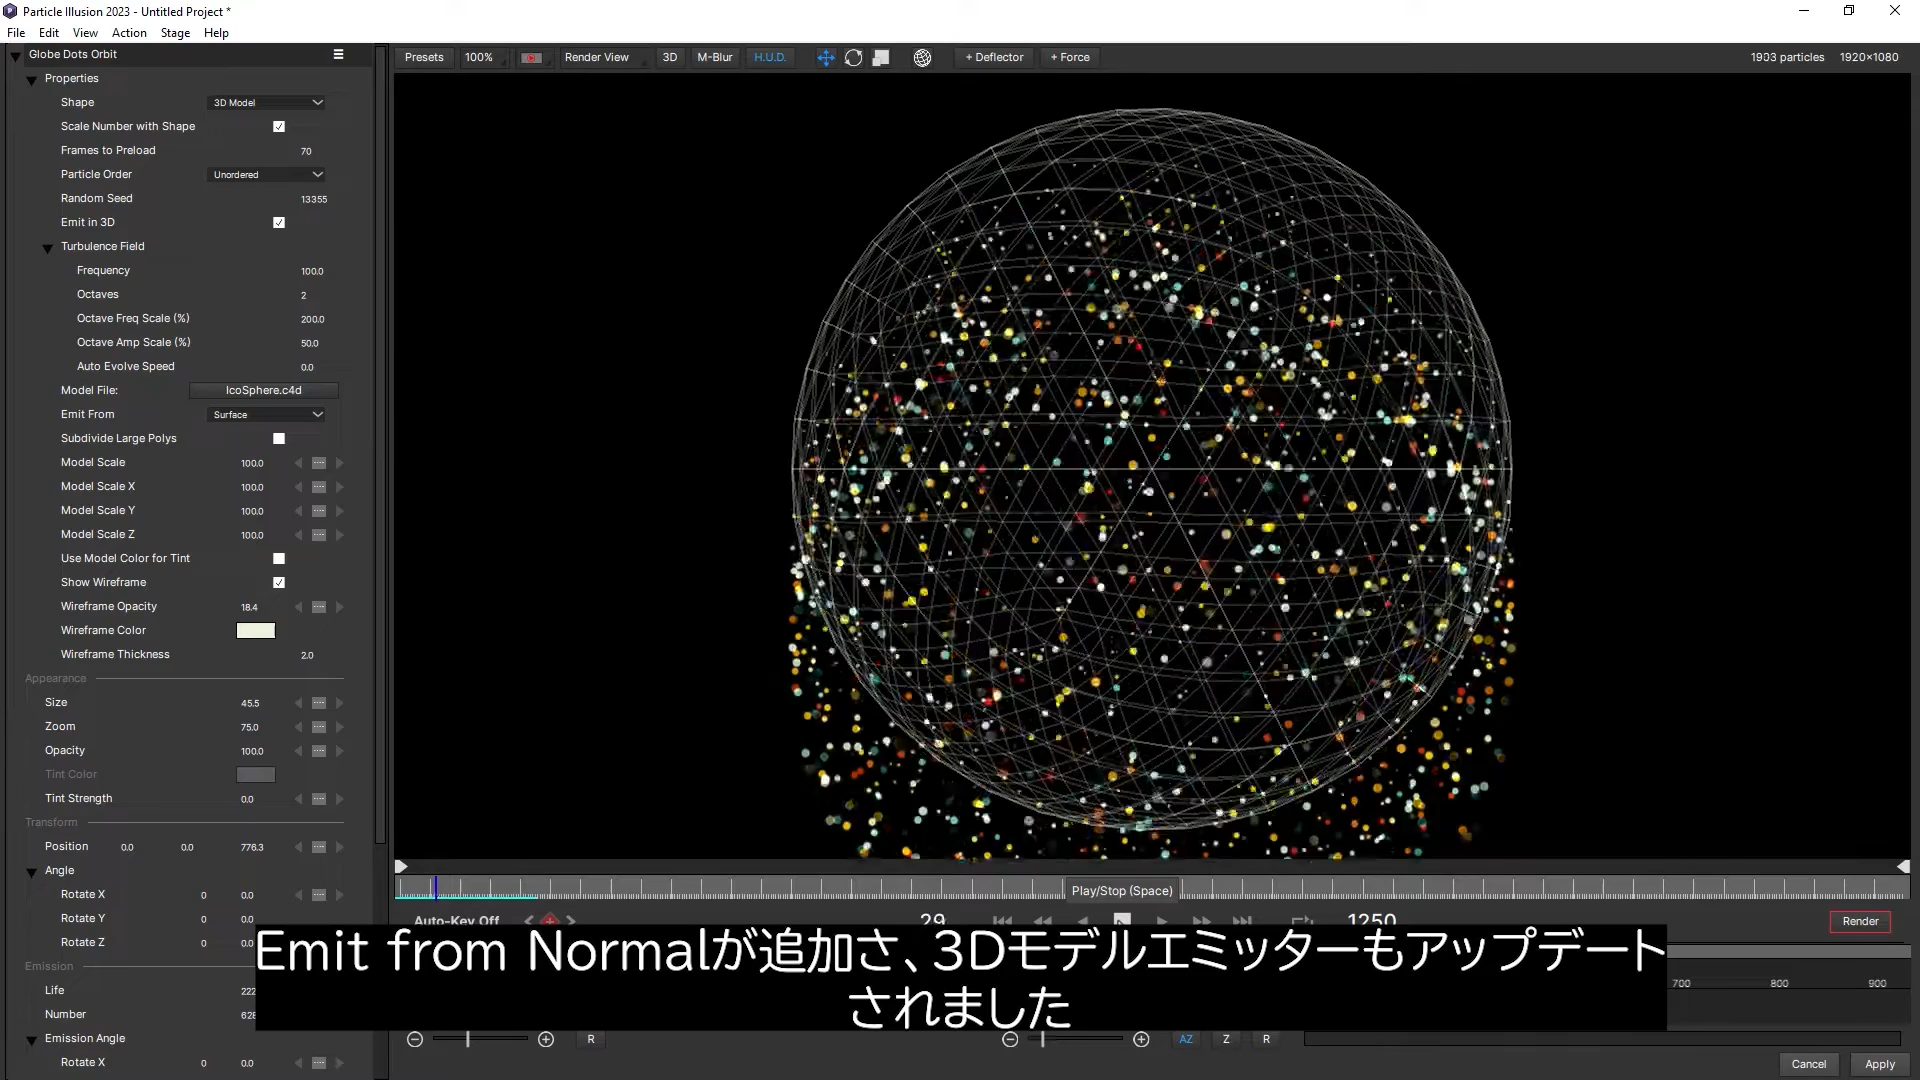 Particle Illusion 2023 - Untitled Project *
File Edit View Action Stage Help
Globe Dots Orbit
Presets 100% Render View 3D M-Blur H.U.D. + Deflector + Force 1903 particles 1920×1080
Properties
Shape 3D Model
Scale Number with Shape
Frames to Preload 70
Particle Order Unordered
Random Seed 13355
Emit in 3D
Turbulence Field
Frequency 100.0
Octaves 2
Octave Freq Scale (%) 200.0
Octave Amp Scale (%) 50.0
Auto Evolve Speed 0.0
Model File: IcoSphere.c4d
Emit From Surface
Subdivide Large Polys
Model Scale 100.0
Model Scale X 100.0
Model Scale Y 100.0
Model Scale Z 100.0
Use Model Color for Tint
Show Wireframe
Wireframe Opacity 18.4
Wireframe Color
Wireframe Thickness 2.0
Appearance
Size 45.5
Zoom 75.0
Opacity 100.0
Tint Color
Tint Strength 0.0
Transform
Position 0.0 0.0 776.3
Angle
Rotate X 0 0.0
Rotate Y 0 0.0
Rotate Z 0 0.0
Emission
Life 222
Number 628
Emission Angle
Rotate X 0 0.0
Play/Stop (Space)
Auto-Key Off 29 1250 Render
Emit from Normalが追加さ、3Dモデルエミッターもアップデート
されました
700 800 900
R AZ Z R
Cancel Apply